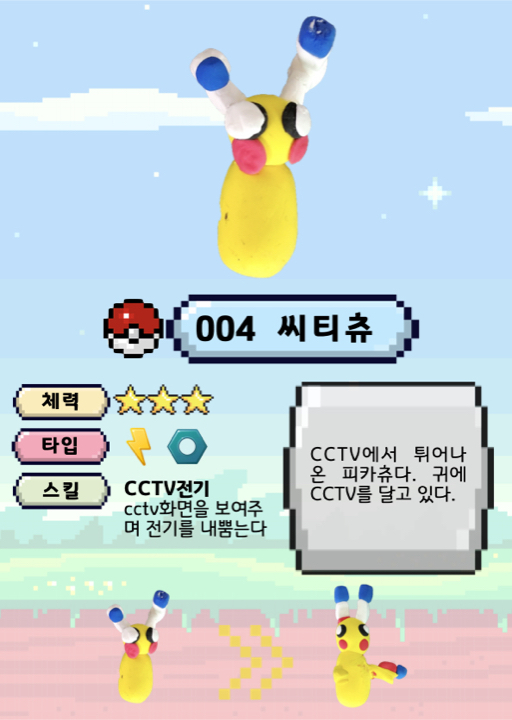 004 씨티츄
체력
타입
스킬
CCTV전기
cctv화면을 보여주
며 전기를 내뿜는다
CCTV에서 튀어나
온 피카츄다. 귀에
CCTV를 달고 있다.